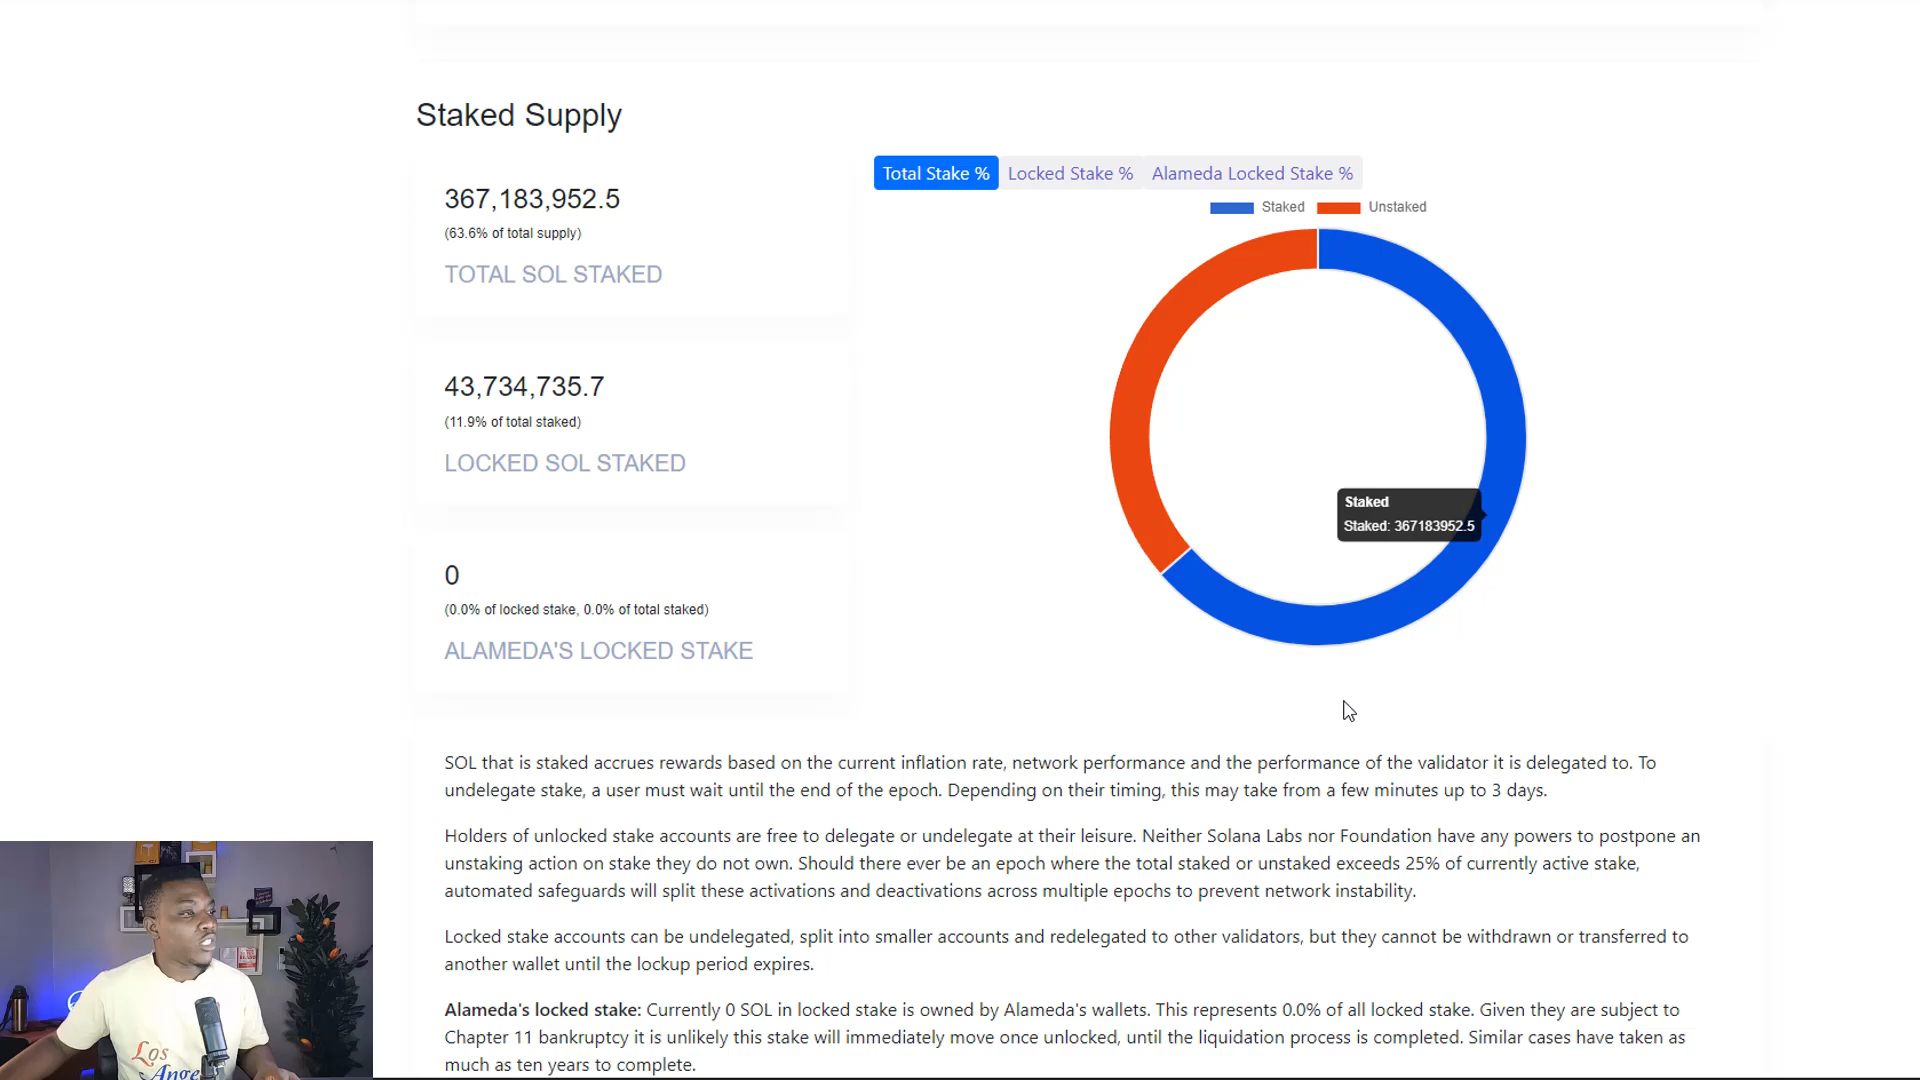 Staked Supply
367,183,952.5
(63.6% of total supply)
TOTAL SOL STAKED
43,734,735.7
(11.9% of total staked)
LOCKED SOL STAKED
0
(0.0% of locked stake, 0.0% of total staked)
ALAMEDA'S LOCKED STAKE
Total Stake % Locked Stake % Alameda Locked Stake %
Staked Unstaked
Staked
Staked: 367183952.5
SOL that is staked accrues rewards based on the current inflation rate, network performance and the performance of the validator it is delegated to. To
undelegate stake, a user must wait until the end of the epoch. Depending on their timing, this may take from a few minutes up to 3 days.
Holders of unlocked stake accounts are free to delegate or undelegate at their leisure. Neither Solana Labs nor Foundation have any powers to postpone an
unstaking action on stake they do not own. Should there ever be an epoch where the total staked or unstaked exceeds 25% of currently active stake,
automated safeguards will split these activations and deactivations across multiple epochs to prevent network instability.
Locked stake accounts can be undelegated, split into smaller accounts and redelegated to other validators, but they cannot be withdrawn or transferred to
another wallet until the lockup period expires.
Alameda's locked stake: Currently 0 SOL in locked stake is owned by Alameda's wallets. This represents 0.0% of all locked stake. Given they are subject to
Chapter 11 bankruptcy it is unlikely this stake will immediately move once unlocked, until the liquidation process is completed. Similar cases have taken as
much as ten years to complete.
Los
Ange